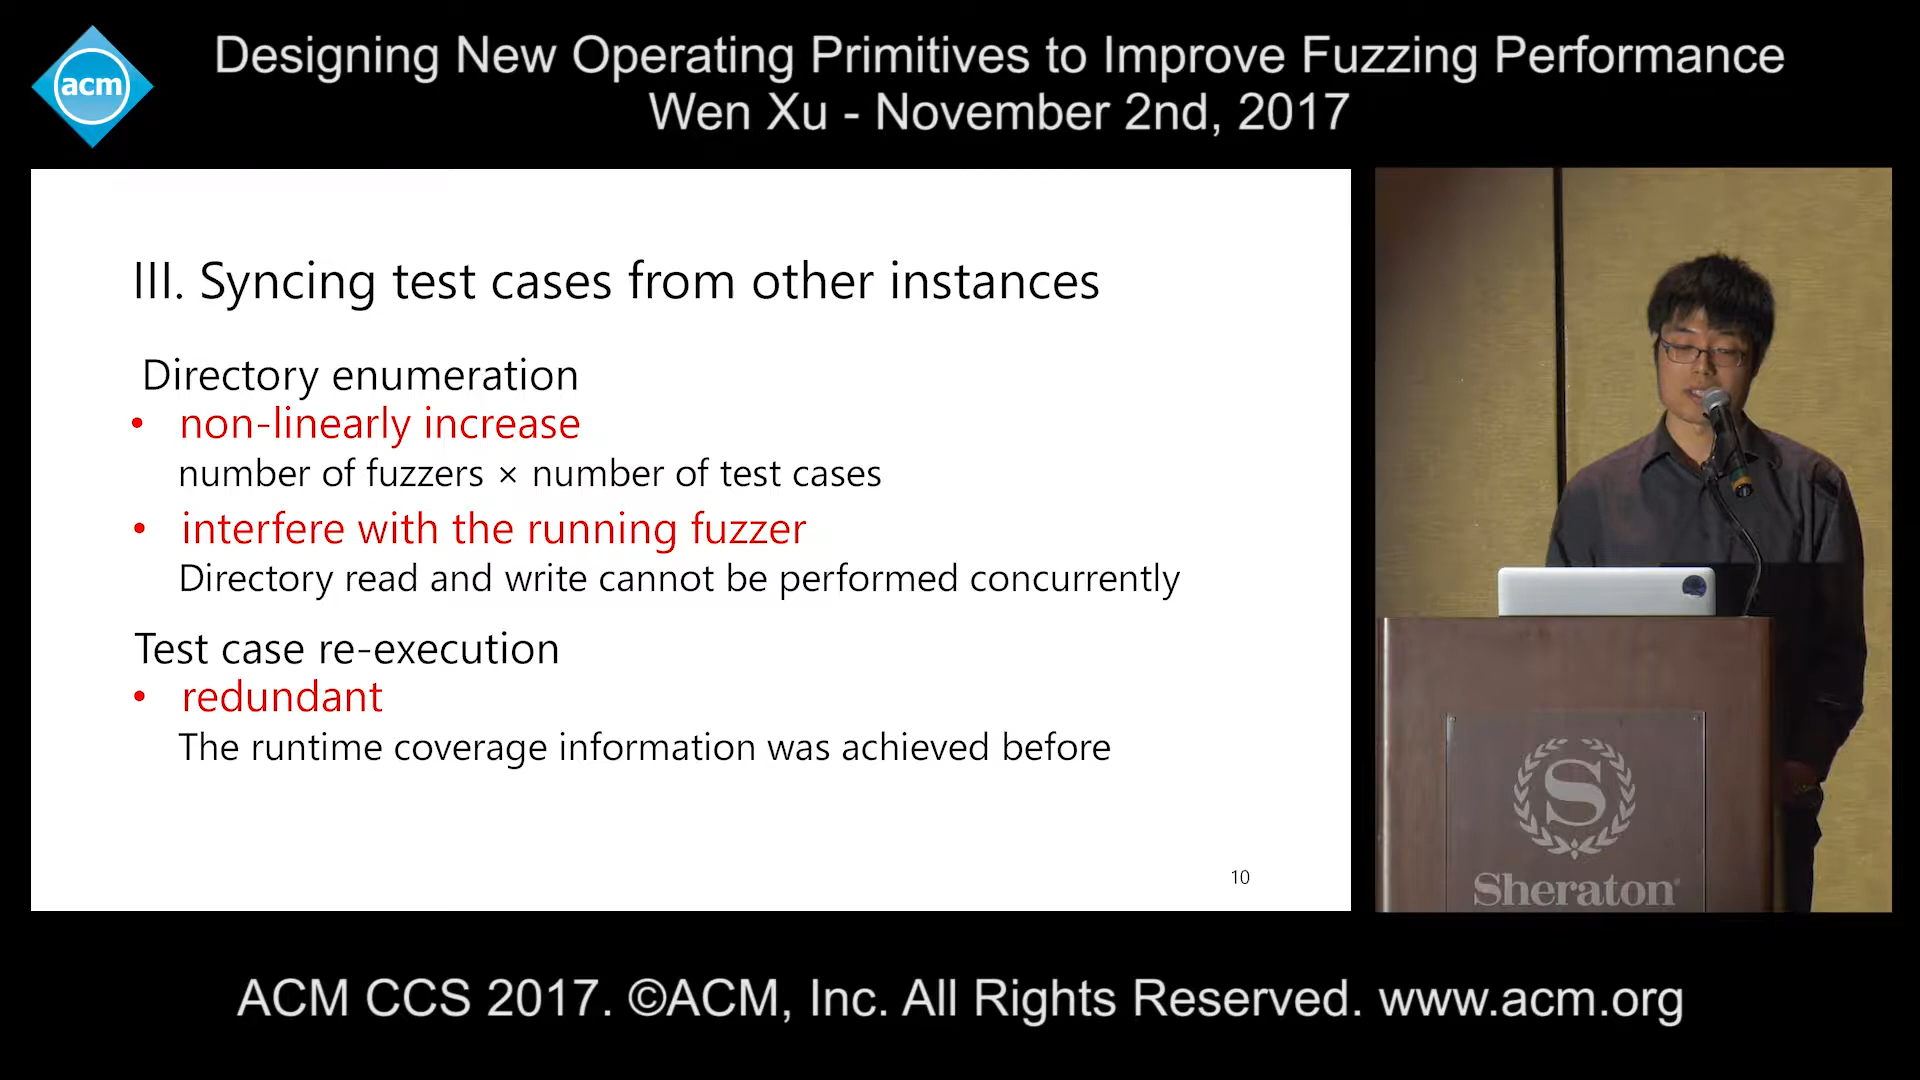 acm
Designing New Operating Primitives to Improve Fuzzing Performance
Wen Xu - November 2nd, 2017
III. Syncing test cases from other instances
Directory enumeration
• non-linearly increase
number of fuzzers × number of test cases
• interfere with the running fuzzer
Directory read and write cannot be performed concurrently
Test case re-execution
• redundant
The runtime coverage information was achieved before
10
S
Sheraton
ACM CCS 2017. ©ACM, Inc. All Rights Reserved. www.acm.org